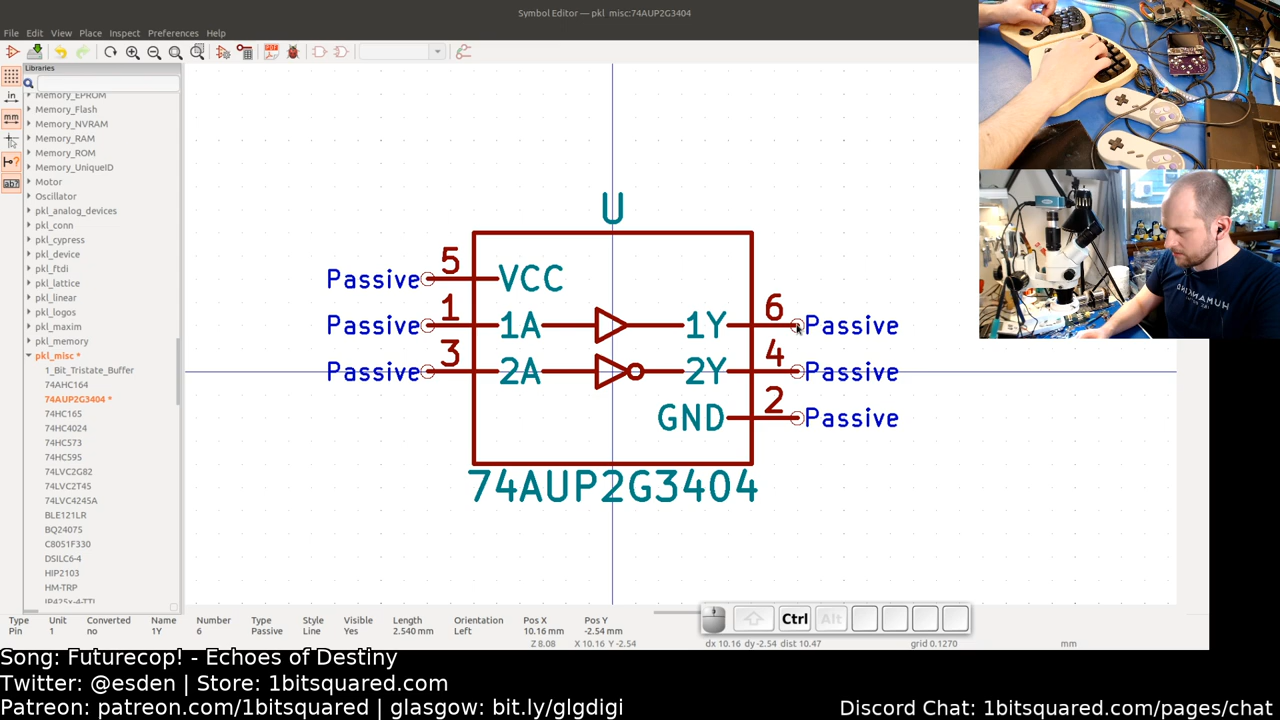 Symbol Editor — pkl misc:74AUP2G3404
File Edit View Place Inspect Preferences Help
Libraries
Memory_EPROM
Memory_Flash
Memory_NVRAM
Memory_RAM
Memory_ROM
Memory_UniqueID
Motor
Oscillator
pkl_analog_devices
pkl_conn
pkl_cypress
pkl_device
pkl_ftdi
pkl_lattice
pkl_linear
pkl_logos
pkl_maxim
pkl_memory
pkl_misc *
1_Bit_Tristate_Buffer
74AHC164
74AUP2G3404 *
74HC165
74HC4024
74HC573
74HC595
74LVC2G82
74LVC2T45
74LVC4245A
BLE121LR
BQ24075
C8051F330
DSILC6-4
HIP2103
HM-TRP
in
mm
PDF
U
Passive 5 VCC
Passive 1 1A 1Y 6 Passive
Passive 3 2A 2Y 4 Passive
GND 2 Passive
74AUP2G3404
HUMANOID
Ctrl Alt
Type Unit Converted Name Number Type Style Visible Length Orientation Pos X Pos Y
Pin 1 no 1Y 6 Passive Line Yes 2.540 mm Left 10.16 mm -2.54 mm
Z 8.08 X 10.16 Y -2.54 dx 10.16 dy -2.54 dist 10.47 grid 0.1270 mm
Song: Futurecop! - Echoes of Destiny
Twitter: @esden | Store: 1bitsquared.com
Patreon: patreon.com/1bitsquared | glasgow: bit.ly/glgdigi
Discord Chat: 1bitsquared.com/pages/chat